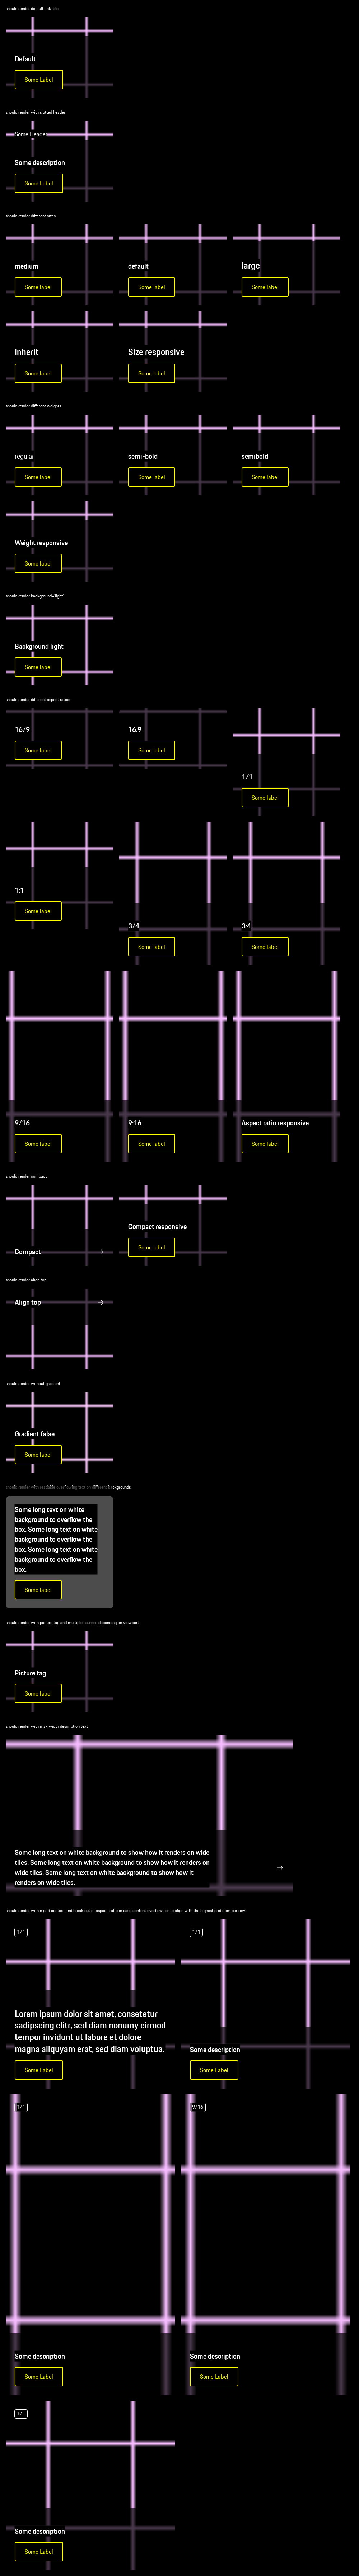 should render default link-tile
Default
Some Label
should render with slotted header
Some Header
Some description
Some Label
should render different sizes
medium
default
large
Some label
Some label
Some label
inherit
Size responsive
Some label
Some label
should render different weights
regular
semi-bold
semibold
Some label
Some label
Some label
Weight responsive
Some label
should render background='light'
Background light
Some label
should render different aspect ratios
16/9
16:9
Some label
Some label
1/1
Some label
1:1
Some label
3/4
3:4
Some label
Some label
9/16
9:16
Aspect ratio responsive
Some label
Some label
Some label
should render compact
Compact
Compact responsive
Some label
should render align top
Align top
should render without gradient
Gradient false
Some label
should render with readable overflowing text on different backgrounds
Some long text on white
background to overflow the
box. Some long text on white
background to overflow the
box. Some long text on white
background to overflow the
box.
Some label
should render with picture tag and multiple sources depending on viewport
Picture tag
Some label
should render with max width description text
Some long text on white background to show how it renders on wide
tiles. Some long text on white background to show how it renders on
wide tiles. Some long text on white background to show how it
renders on wide tiles.
should render within grid context and break out of aspect-ratio in case content overflows or to align with the highest grid item per row
1/1
1/1
Lorem ipsum dolor sit amet, consetetur
sadipscing elitr, sed diam nonumy eirmod
tempor invidunt ut labore et dolore
magna aliquyam erat, sed diam voluptua.
Some Label
Some description
Some Label
1/1
9/16
Some description
Some description
Some Label
Some Label
1/1
Some description
Some Label